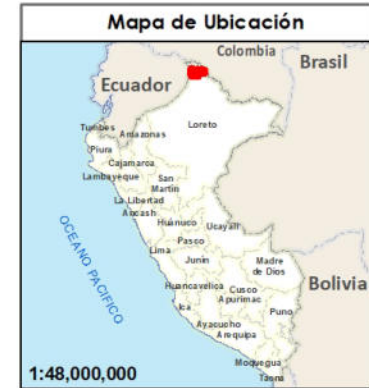 Mapa de Ubicación
Colombia
Brasil
Ecuador
Loreto
Tumbes
Amazonas
Piura
Cajamarca
Lambayeque
San
Martin
La Libertad
Ancash
Huánuco
Ucayali
Pasco
Lima
Junin
Madre
de Dios
OCEANO PACIFICO
Huancavelica
Cusco
Apurimac
Bolivia
Ica
Puno
Ayacucho
Arequipa
Moquegua
Tacna
1:48,000,000